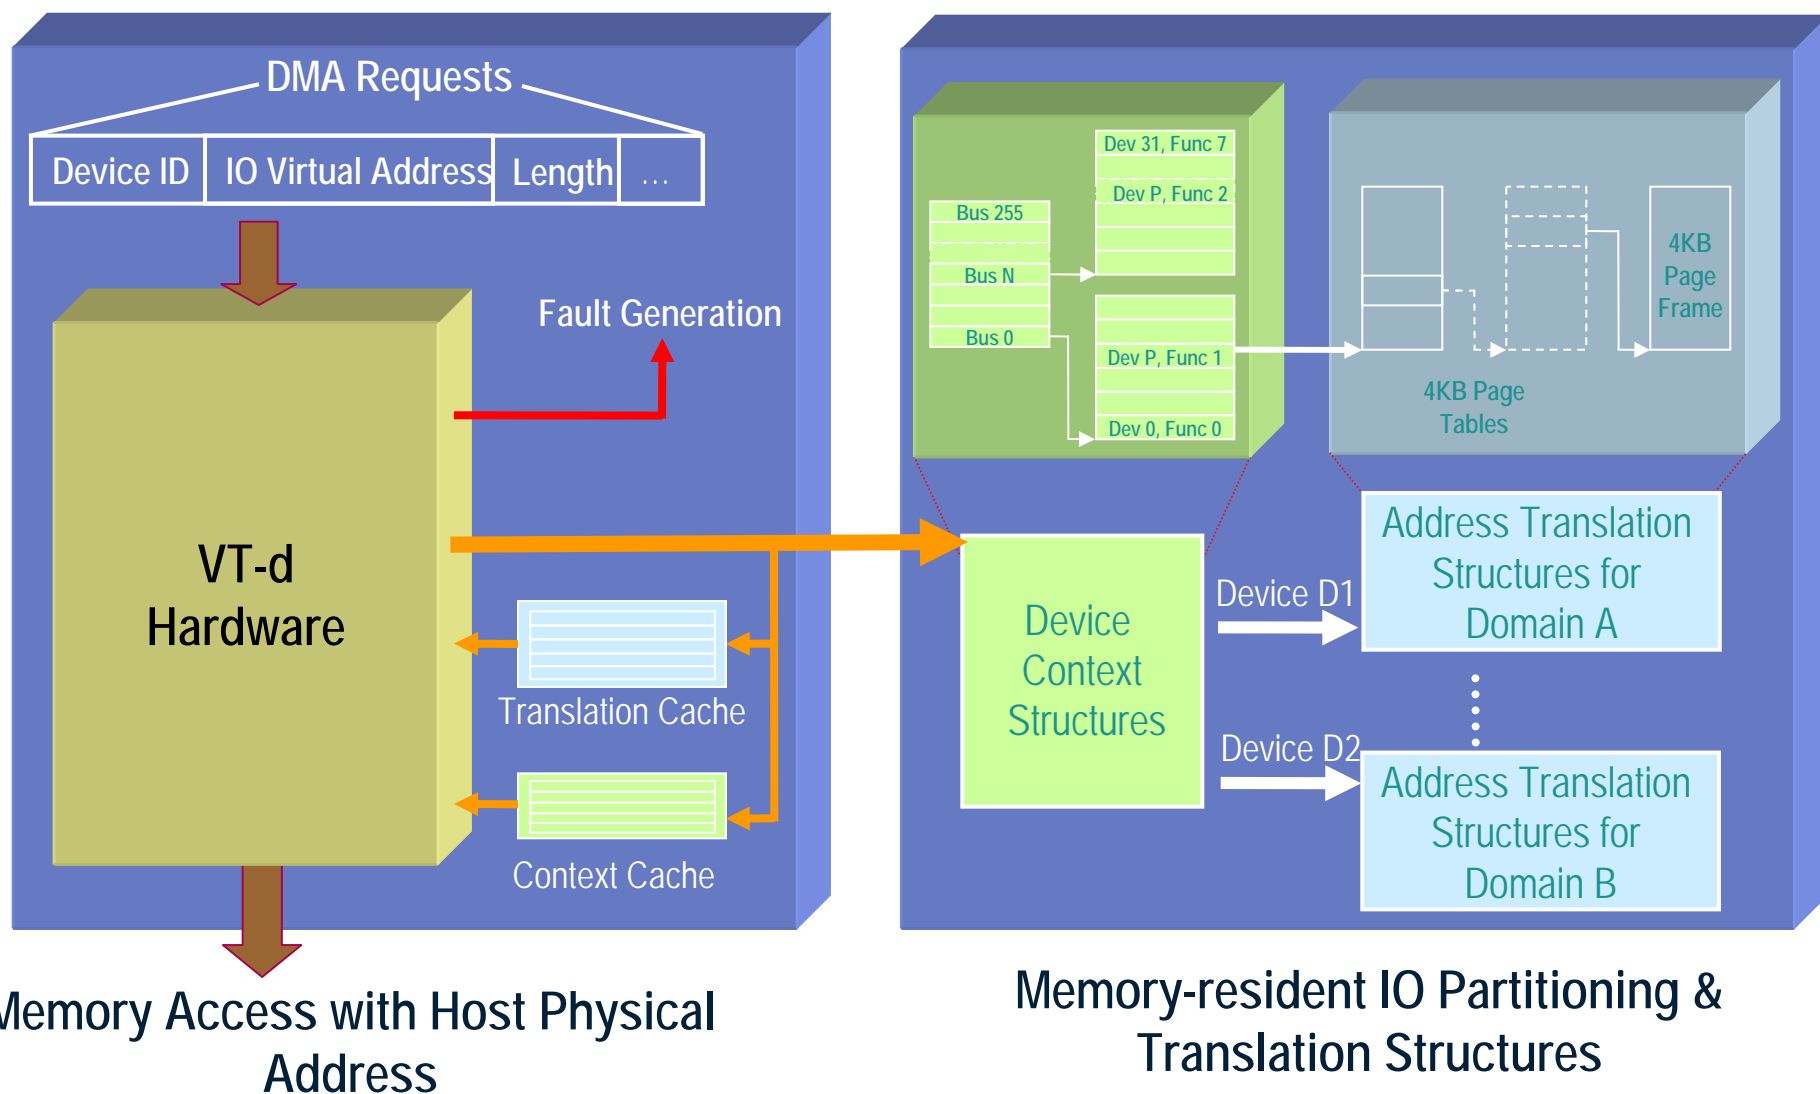 DMA Requests
Device ID
IO Virtual Address
Length
...
Fault Generation
VT-d
Hardware
Translation Cache
Context Cache
Memory Access with Host Physical
Address
Dev 31, Func 7
Dev P, Func 2
Bus 255
Bus N
Bus 0
Dev P, Func 1
Dev 0, Func 0
4KB
Page
Frame
4KB Page
Tables
Device
Context
Structures
Device D1
Address Translation
Structures for
Domain A
Device D2
Address Translation
Structures for
Domain B
Memory-resident IO Partitioning &
Translation Structures